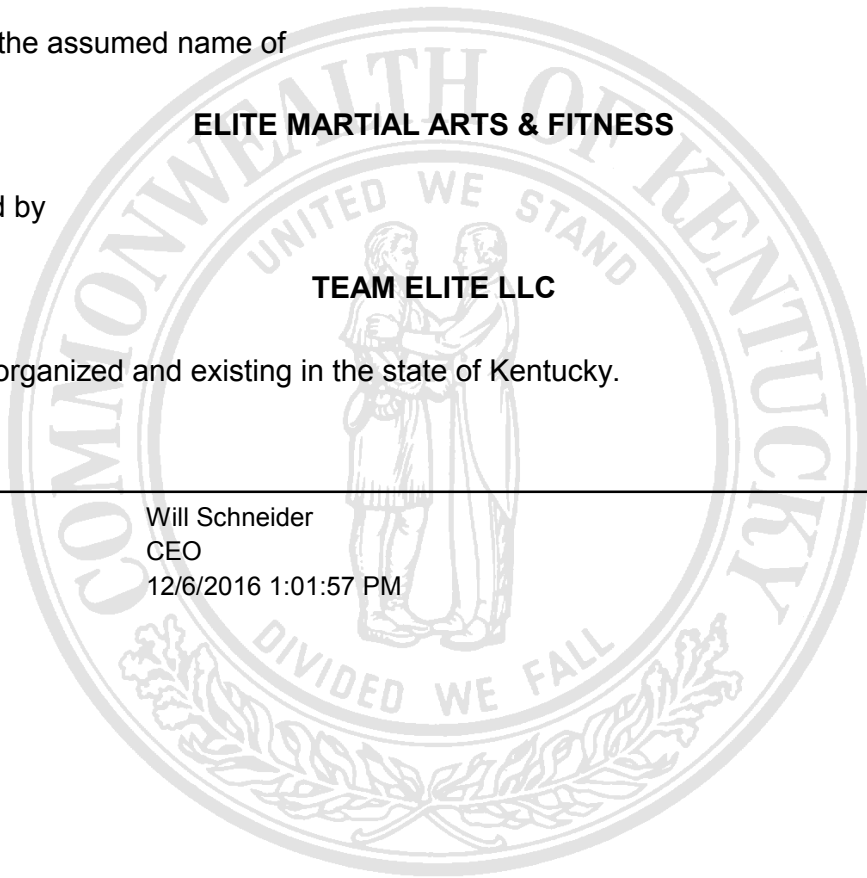 the assumed name of
ELITE MARTIAL ARTS & FITNESS
d by
TEAM ELITE LLC
organized and existing in the state of Kentucky.
Will Schneider
CEO
12/6/2016 1:01:57 PM
COMMONWEALTH OF KENTUCKY
UNITED WE STAND
DIVIDED WE FALL